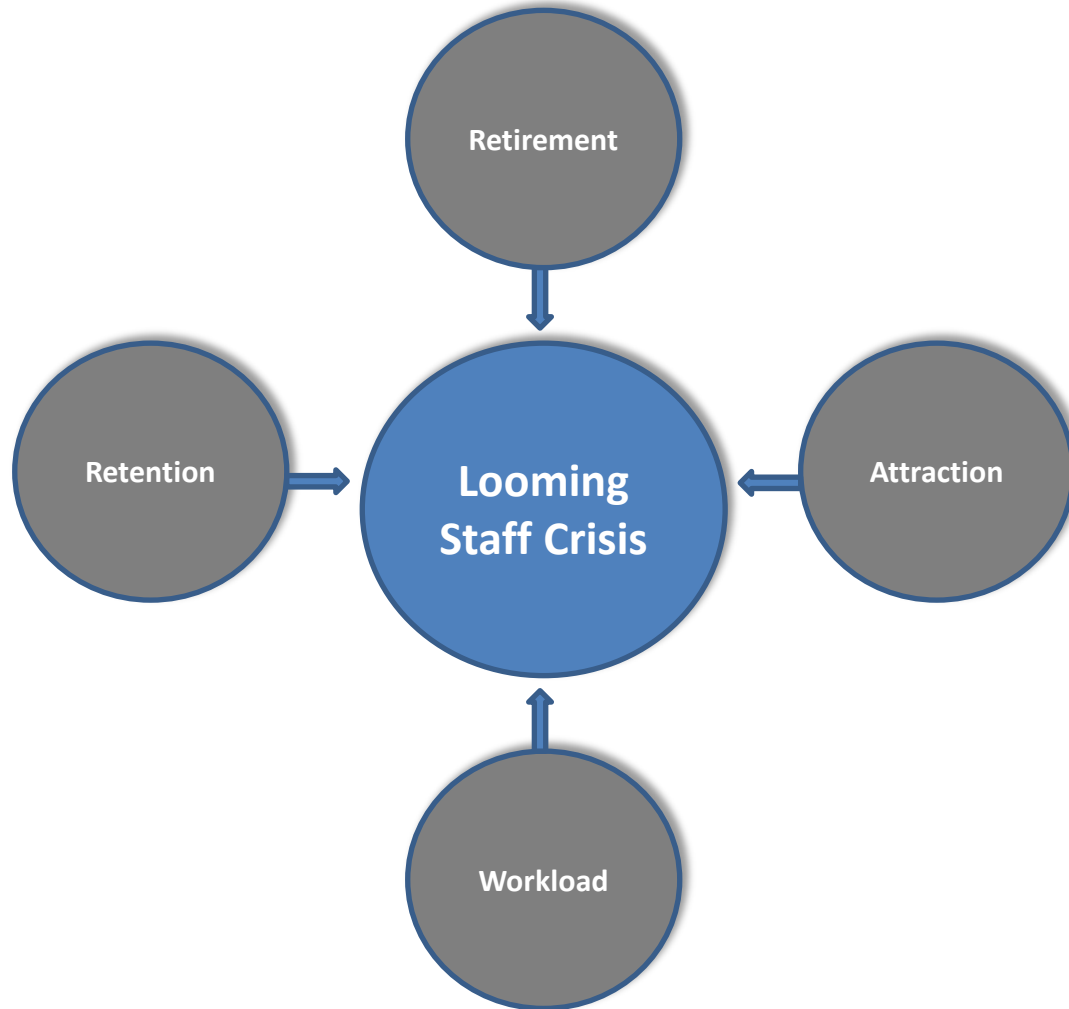 Retirement
Retention
Looming
Staff Crisis
Attraction
Workload